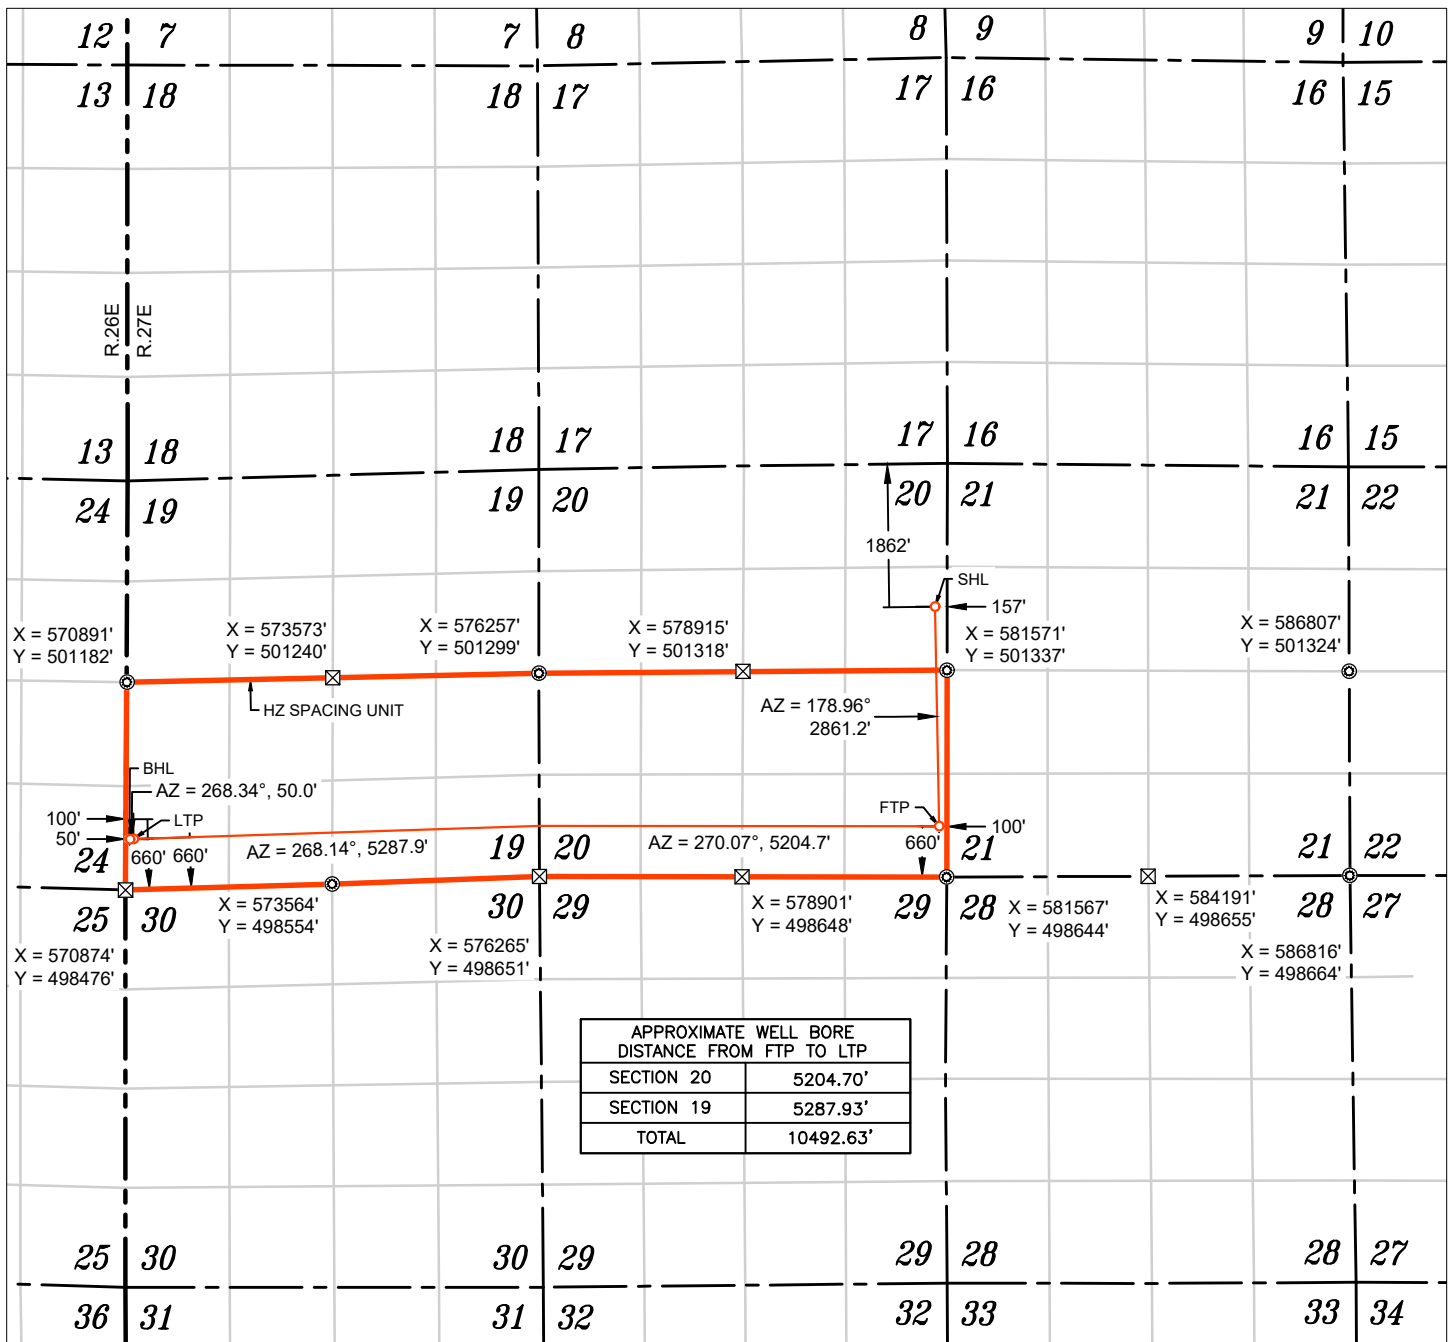 12 7
7 8
8 9
9 10
13 18
18 17
17 16
16 15
R.26E
R.27E
13 18
18 17
17 16
16 15
24 19
19 20
20 21
21 22
1862'
SHL
157'
X = 570891'
Y = 501182'
X = 573573'
Y = 501240'
X = 576257'
Y = 501299'
X = 578915'
Y = 501318'
X = 581571'
Y = 501337'
X = 586807'
Y = 501324'
HZ SPACING UNIT
AZ = 178.96°
2861.2'
BHL
AZ = 268.34°, 50.0'
LTP
100'
50'
FTP
100'
660'
660'
AZ = 268.14°, 5287.9'
AZ = 270.07°, 5204.7'
660'
24
19 20
21
21 22
25 30
30 29
29 28
28 27
X = 570874'
Y = 498476'
X = 573564'
Y = 498554'
X = 576265'
Y = 498651'
X = 578901'
Y = 498648'
X = 581567'
Y = 498644'
X = 584191'
Y = 498655'
X = 586816'
Y = 498664'
APPROXIMATE WELL BORE
DISTANCE FROM FTP TO LTP
SECTION 20 5204.70'
SECTION 19 5287.93'
TOTAL 10492.63'
25 30
30 29
29 28
28 27
36 31
31 32
32 33
33 34